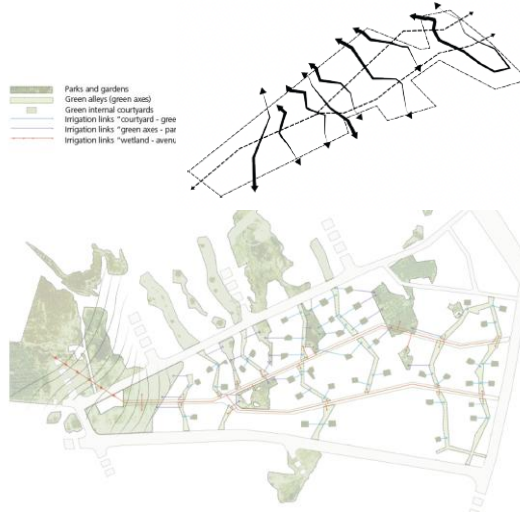 Parks and gardens
Green alleys (green axes)
Green internal courtyards
Irrigation links "courtyard - gree
Irrigation links "green axes - par
Irrigation links "wetland - avenu